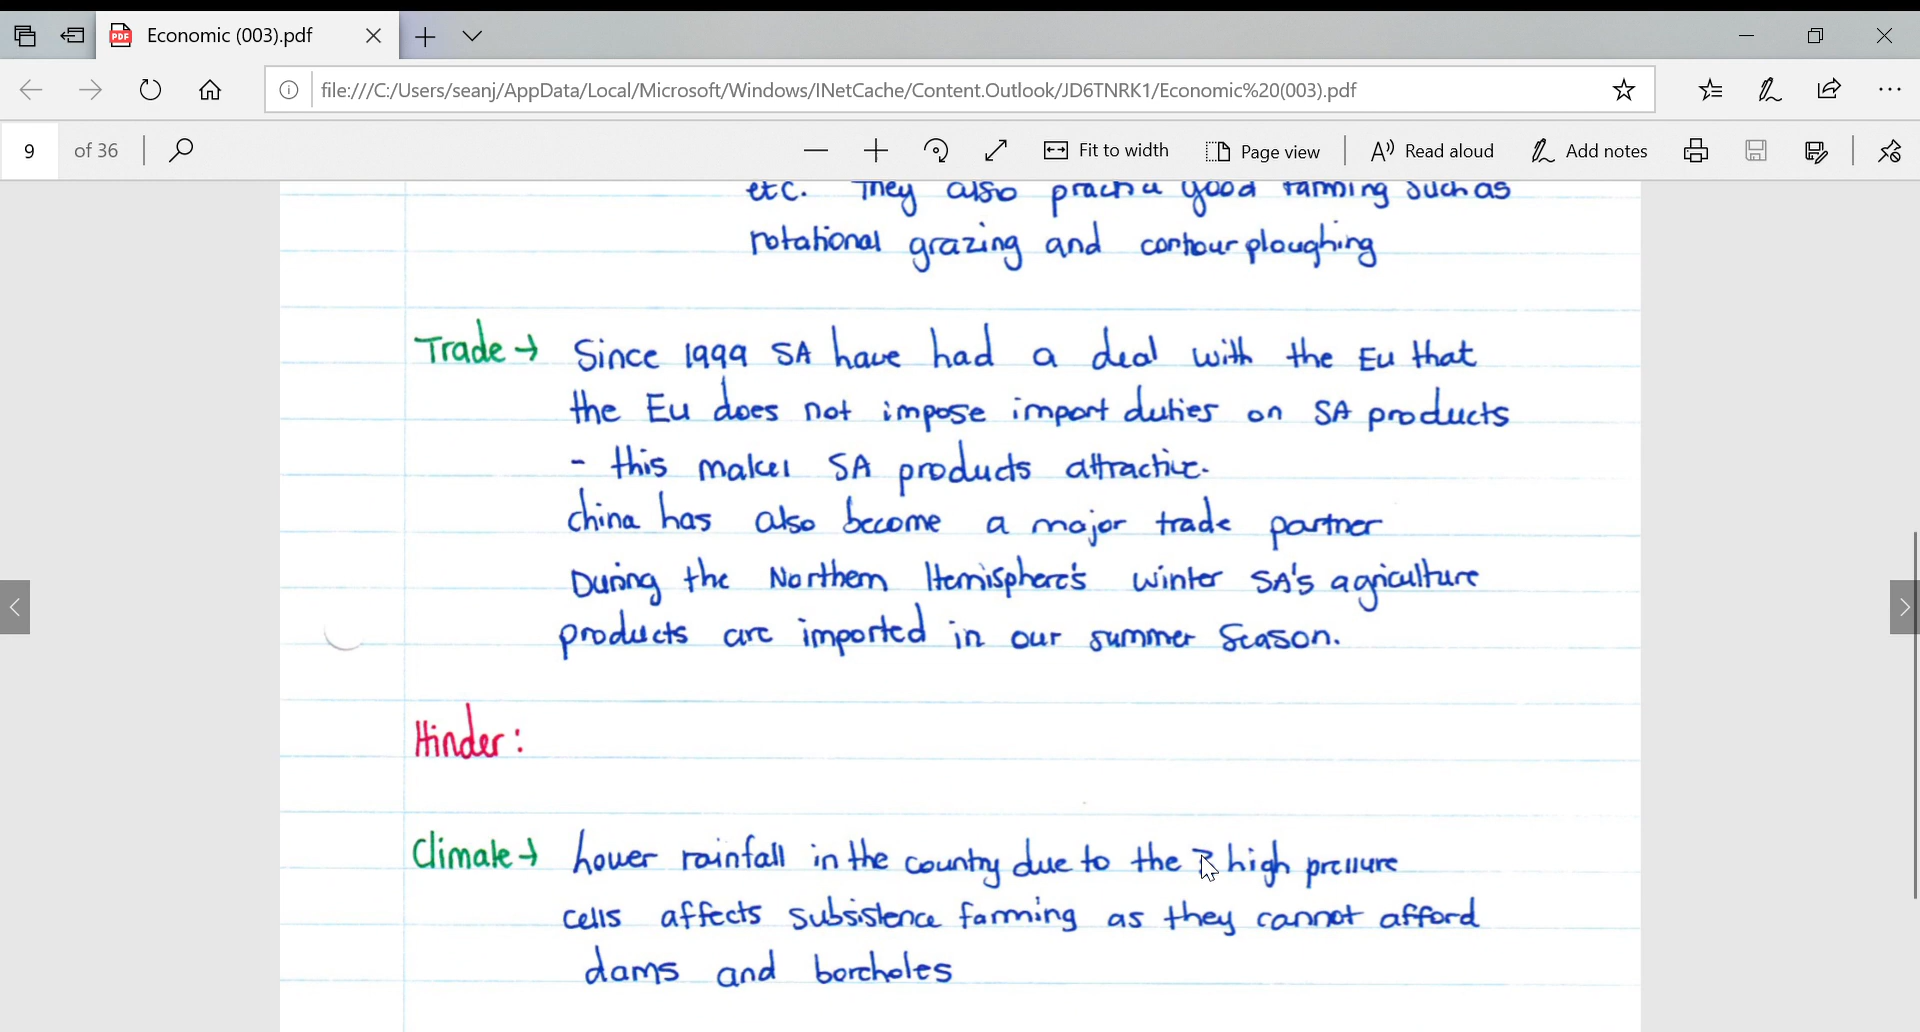 Economic (003).pdf
file:///C:/Users/seanj/AppData/Local/Microsoft/Windows/INetCache/Content.Outlook/JD6TNRK1/Economic%20(003).pdf
9 of 36 Fit to width Page view Read aloud Add notes
etc. They also practice good farming such as
rotational grazing and contour ploughing
Trade → Since 1999 SA have had a deal with the EU that
the EU does not impose import duties on SA products
- this makes SA products attractive.
China has also become a major trade partner
During the Northern Hemisphere's winter SA's agriculture
products are imported in our summer season.
Hinder:
Climate → Lower rainfall in the country due to the 3 high pressure
cells affects subsistence farming as they cannot afford
dams and boreholes